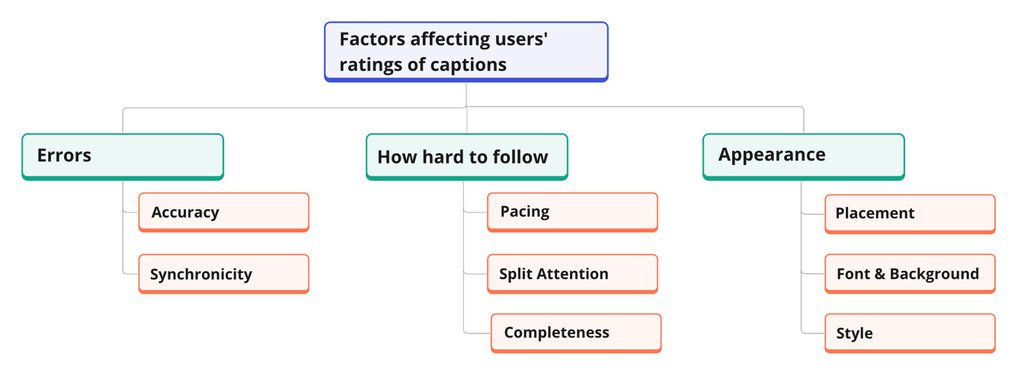 Factors affecting users'
ratings of captions
Errors
How hard to follow
Appearance
Accuracy
Pacing
Placement
Synchronicity
Split Attention
Font & Background
Completeness
Style